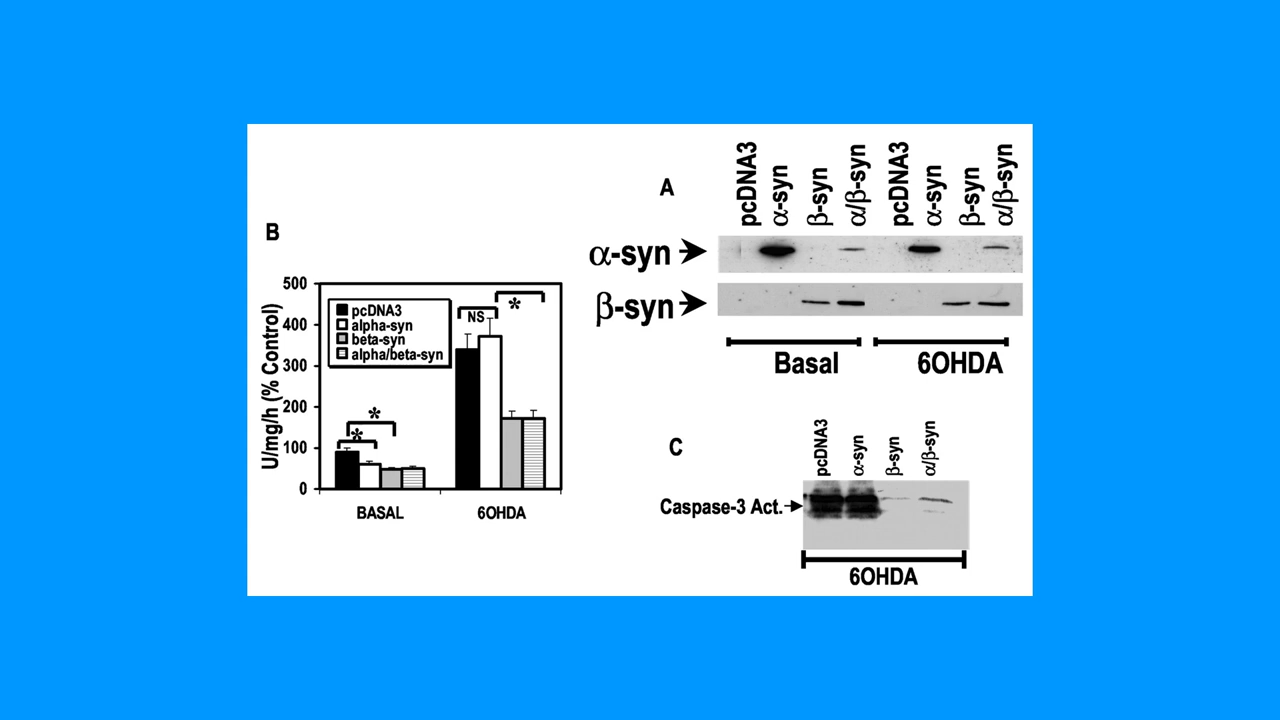 A
pcDNA3
α-syn
β-syn
α/β-syn
pcDNA3
α-syn
β-syn
α/β-syn
α-syn
β-syn
Basal
6OHDA
B
U/mg/h (% Control)
500
400
300
200
100
0
pcDNA3
alpha-syn
beta-syn
alpha/beta-syn
*
*
NS
*
BASAL
6OHDA
C
pcDNA3
α-syn
β-syn
α/β-syn
Caspase-3 Act.
6OHDA